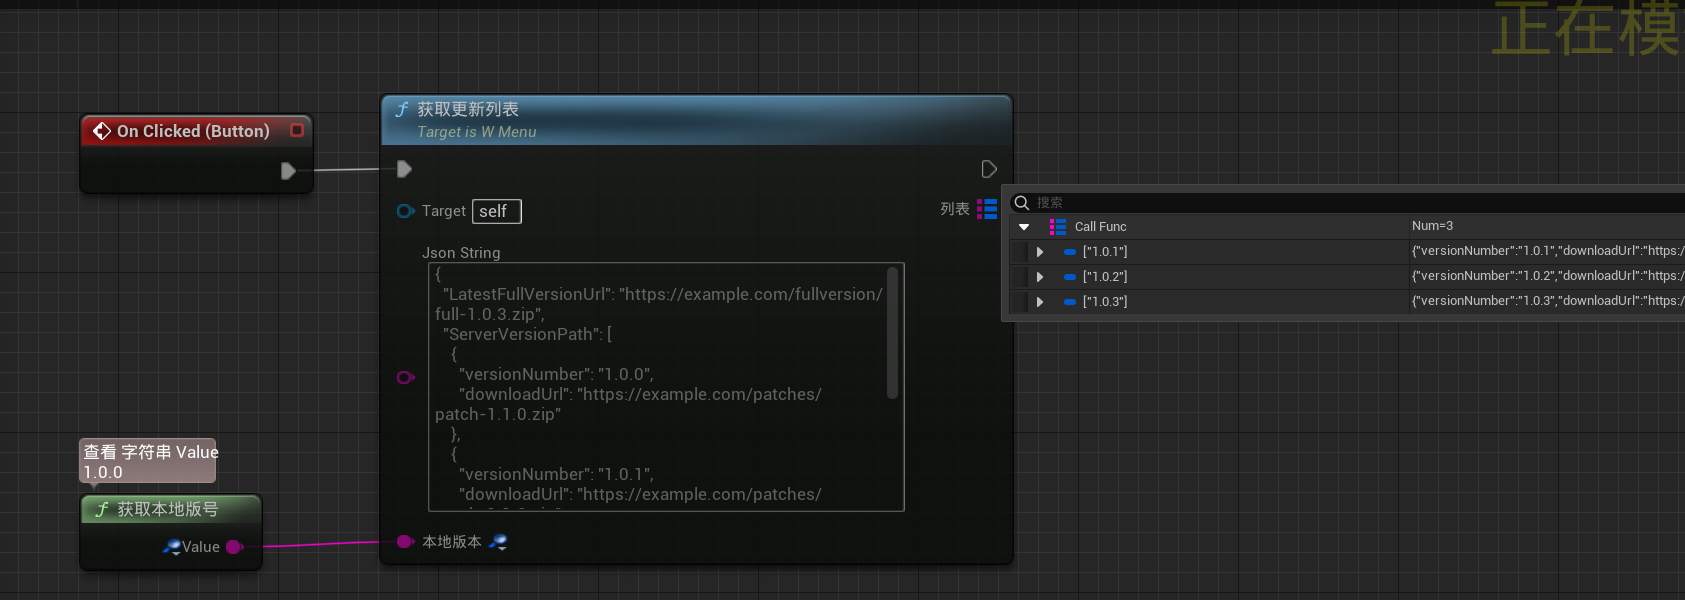 正在模
On Clicked (Button)
f 获取更新列表
Target is W Menu
Target self
列表
搜索
Call Func Num=3
["1.0.1"] {"versionNumber":"1.0.1","downloadUrl":"https:/
["1.0.2"] {"versionNumber":"1.0.2","downloadUrl":"https:/
["1.0.3"] {"versionNumber":"1.0.3","downloadUrl":"https:/
Json String
{
"LatestFullVersionUrl": "https://example.com/fullversion/
full-1.0.3.zip",
"ServerVersionPath": [
{
"versionNumber": "1.0.0",
"downloadUrl": "https://example.com/patches/
patch-1.1.0.zip"
},
{
"versionNumber": "1.0.1",
"downloadUrl": "https://example.com/patches/
查看 字符串 Value
1.0.0
f 获取本地版号
Value
本地版本